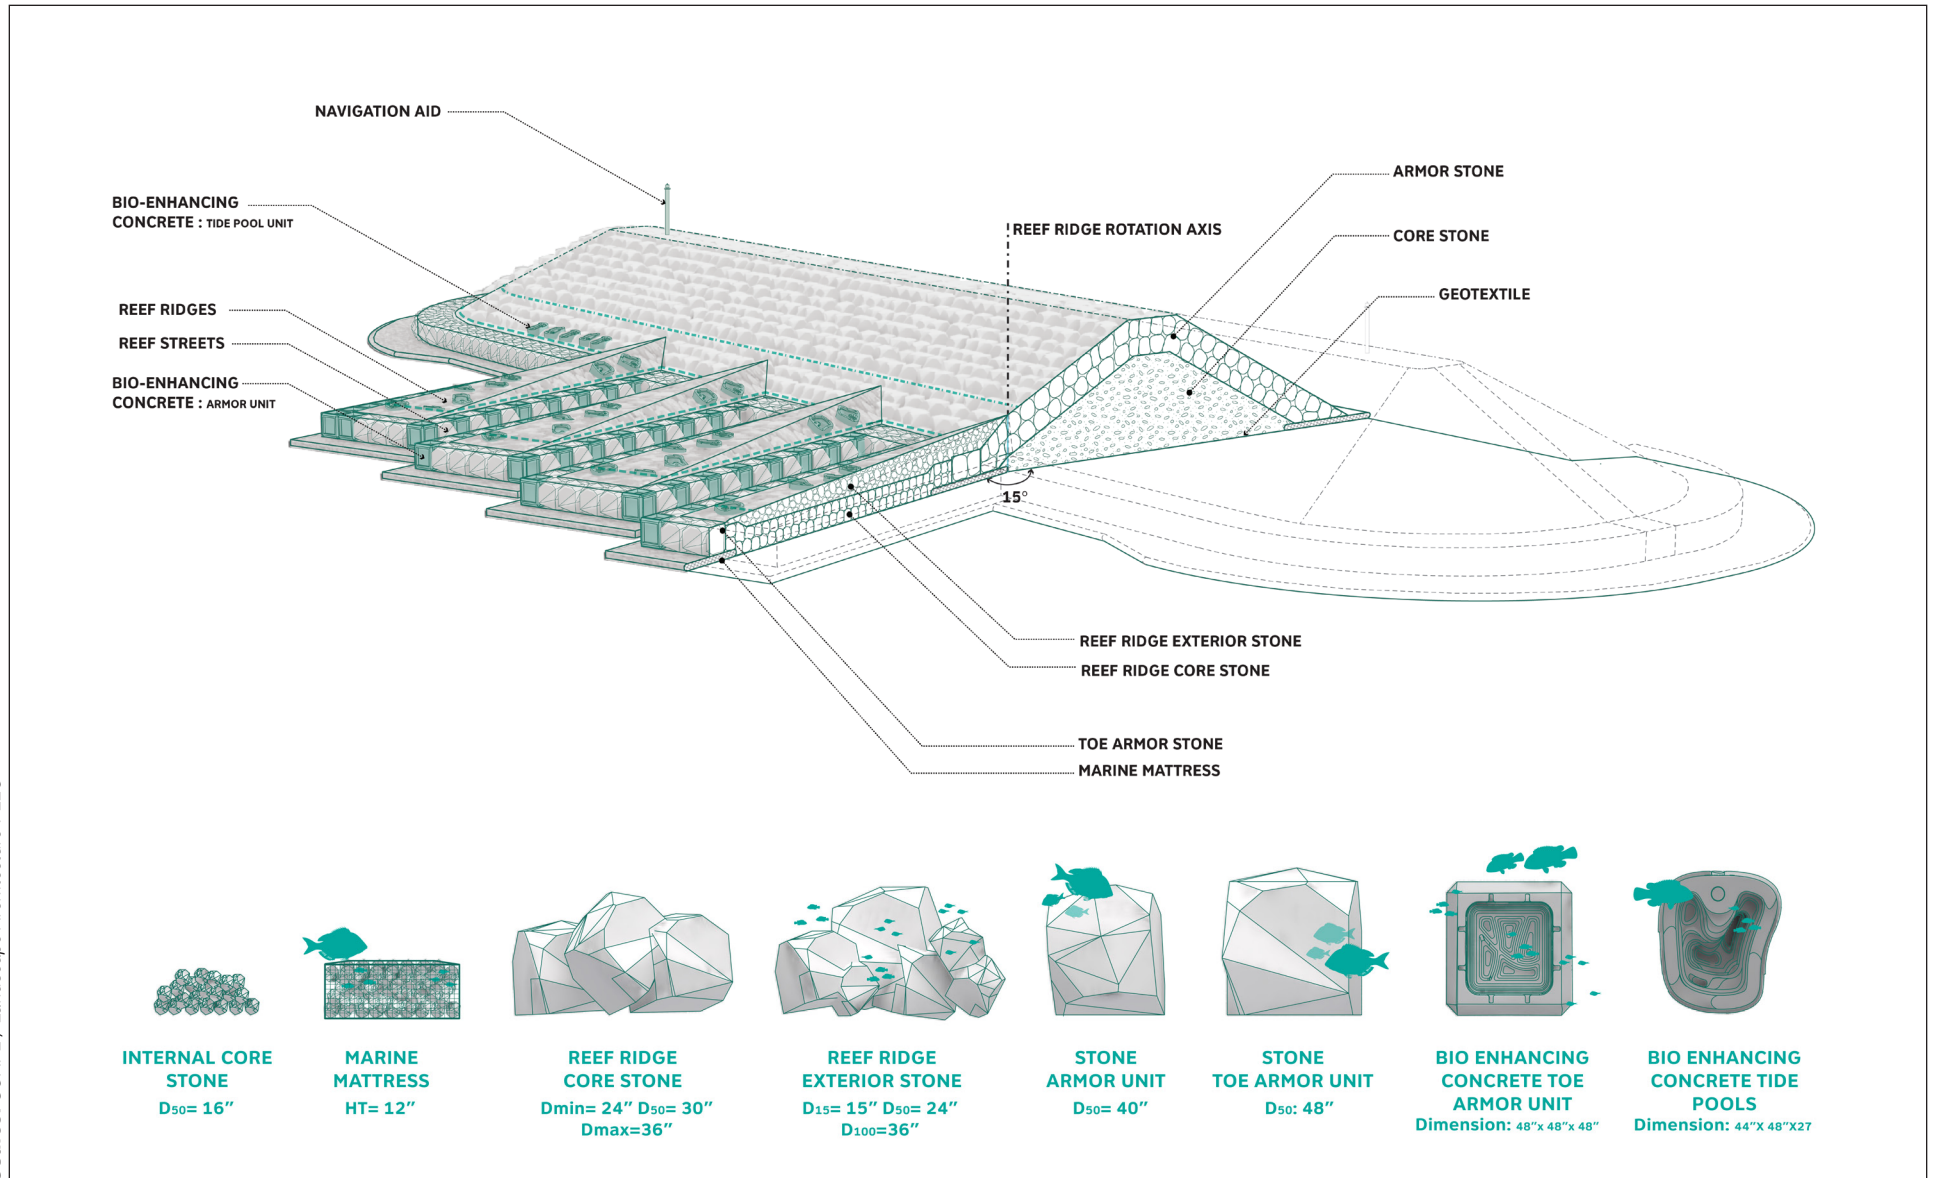 NAVIGATION AID
ARMOR STONE
BIO-ENHANCING
CONCRETE : TIDE POOL UNIT
REEF RIDGE ROTATION AXIS
CORE STONE
GEOTEXTILE
REEF RIDGES
REEF STREETS
BIO-ENHANCING
CONCRETE : ARMOR UNIT
15°
REEF RIDGE EXTERIOR STONE
REEF RIDGE CORE STONE
TOE ARMOR STONE
MARINE MATTRESS
INTERNAL CORE
STONE
D50= 16”
MARINE
MATTRESS
HT= 12”
REEF RIDGE
CORE STONE
Dmin= 24” D50= 30”
Dmax=36”
REEF RIDGE
EXTERIOR STONE
D15= 15” D50= 24”
D100=36”
STONE
ARMOR UNIT
D50= 40”
STONE
TOE ARMOR UNIT
D50: 48”
BIO ENHANCING
CONCRETE TOE
ARMOR UNIT
Dimension: 48”x 48”x 48”
BIO ENHANCING
CONCRETE TIDE
POOLS
Dimension: 44”X 48”X27